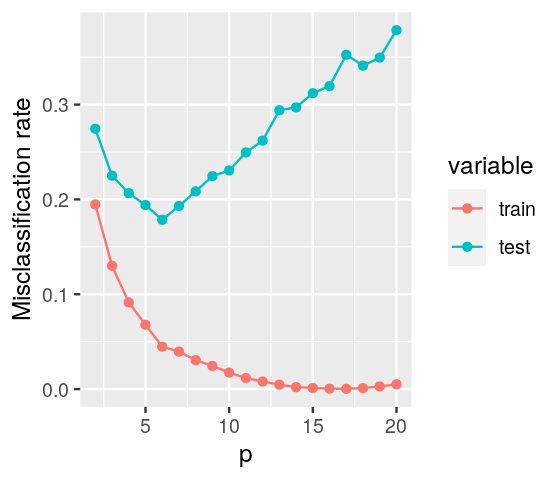 Misclassification rate
0.3
0.2
0.1
0.0
5 10 15 20
p
variable
train
test